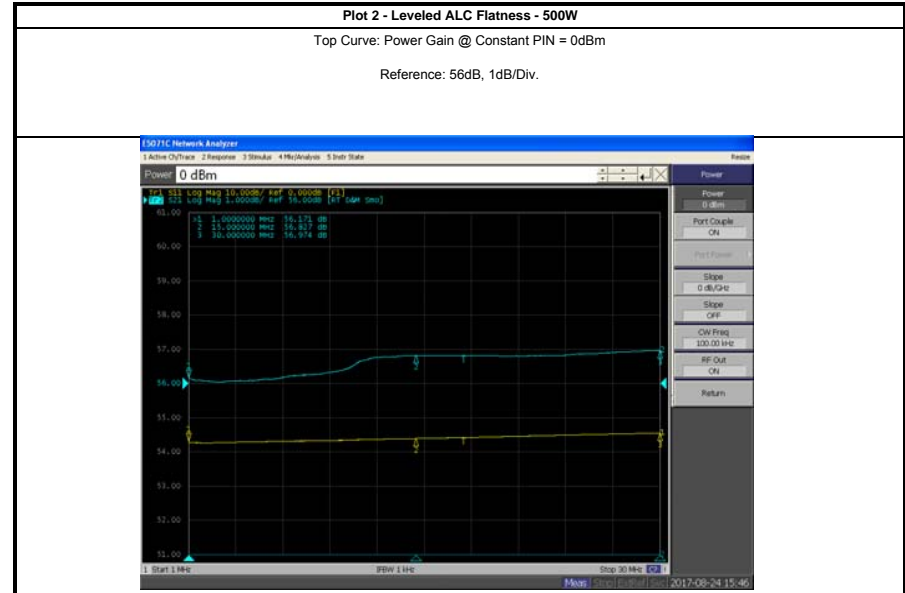 Plot 2 - Leveled ALC Flatness - 500W
Top Curve: Power Gain @ Constant PIN = 0dBm
Reference: 56dB, 1dB/Div.
E5071C Network Analyzer
1 Active Ch/Trace 2 Response 3 Stimulus 4 Mkr/Analysis 5 Instr State
Resize
Power 0 dBm
Tr1 S11 Log Mag 10.00dB/ Ref 0.000dB [F1]
S21 Log Mag 1.000dB/ Ref 56.00dB [RT D&M Smo]
>1 1.0000000 MHz 56.171 dB
2 15.000000 MHz 56.827 dB
3 30.000000 MHz 56.974 dB
61.00
60.00
59.00
58.00
57.00
56.00
55.00
54.00
53.00
52.00
51.00
1 Start 1 MHz
IFBW 1 kHz
Stop 30 MHz
Power
Power
0 dBm
Port Couple
ON
Port Power
Slope
0 dB/GHz
Slope
OFF
CW Freq
100.00 kHz
RF Out
ON
Return
Meas Stop ExtRef Svc 2017-08-24 15:46